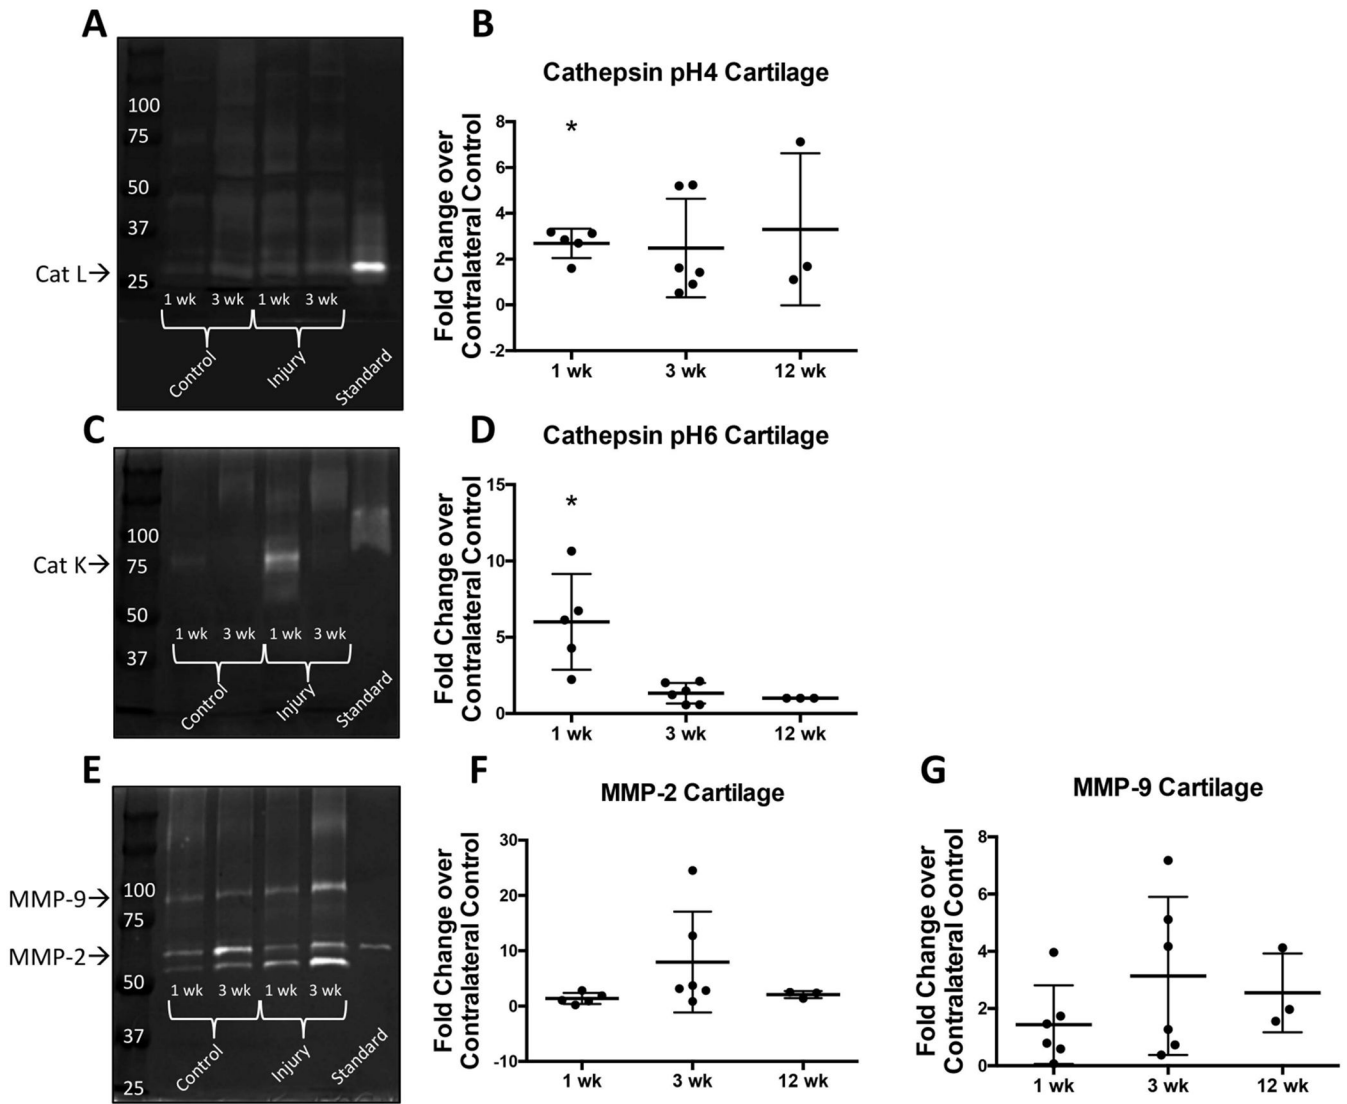 A
100
75
50
37
Cat L→
25
1 wk 3 wk 1 wk 3 wk
Control
Injury
Standard
B
Cathepsin pH4 Cartilage
Fold Change over
Contralateral Control
8
6
4
2
0
-2
*
1 wk 3 wk 12 wk
C
100
Cat K→
75
50
37
1 wk 3 wk 1 wk 3 wk
Control
Injury
Standard
D
Cathepsin pH6 Cartilage
Fold Change over
Contralateral Control
15
10
5
0
*
1 wk 3 wk 12 wk
E
MMP-9→
100
75
MMP-2→
50
37
25
1 wk 3 wk 1 wk 3 wk
Control
Injury
Standard
F
MMP-2 Cartilage
Fold Change over
Contralateral Control
30
20
10
0
-10
1 wk 3 wk 12 wk
G
MMP-9 Cartilage
Fold Change over
Contralateral Control
8
6
4
2
0
1 wk 3 wk 12 wk